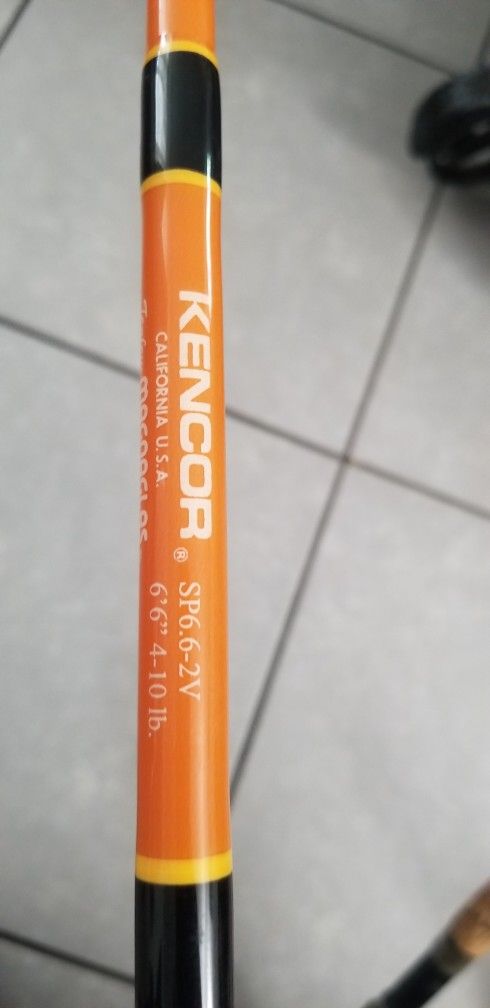 KENCOR ®
CALIFORNIA U.S.A.
SP6.6-2V
6'6" 4-10 lb.